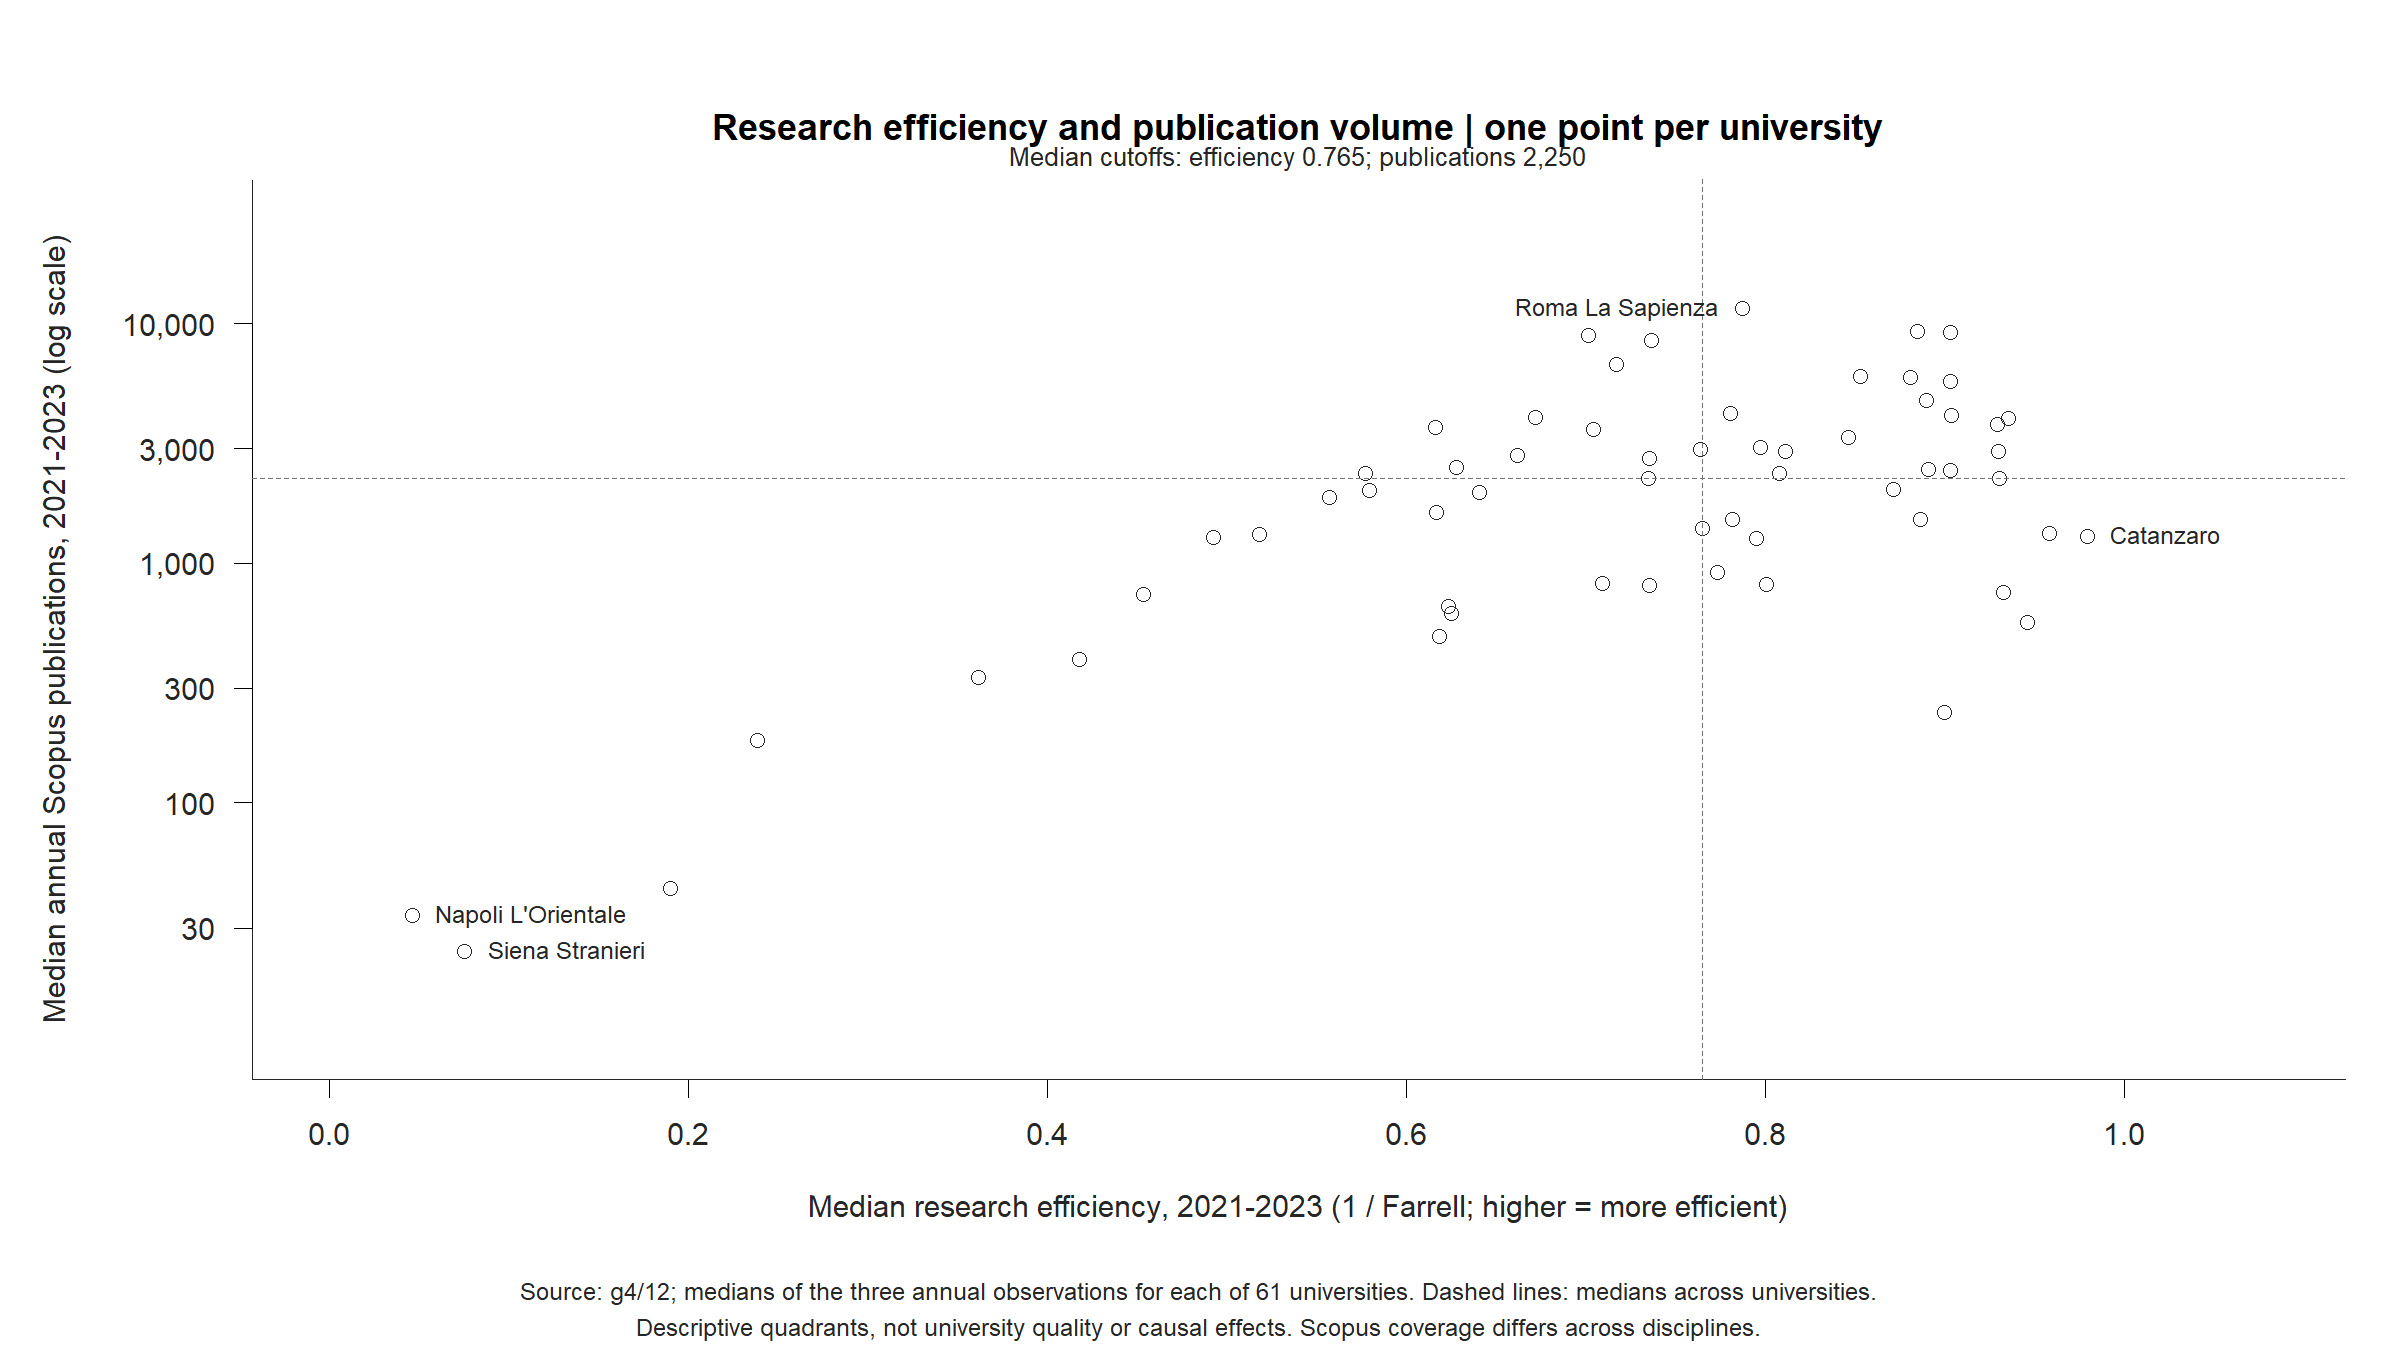 Research efficiency and publication volume | one point per university
Median cutoffs: efficiency 0.765; publications 2,250
Median annual Scopus publications, 2021-2023 (log scale)
10,000
3,000
1,000
300
100
30
Roma La Sapienza
Catanzaro
Napoli L'Orientale
Siena Stranieri
0.0 0.2 0.4 0.6 0.8 1.0
Median research efficiency, 2021-2023 (1 / Farrell; higher = more efficient)
Source: g4/12; medians of the three annual observations for each of 61 universities. Dashed lines: medians across universities.
Descriptive quadrants, not university quality or causal effects. Scopus coverage differs across disciplines.